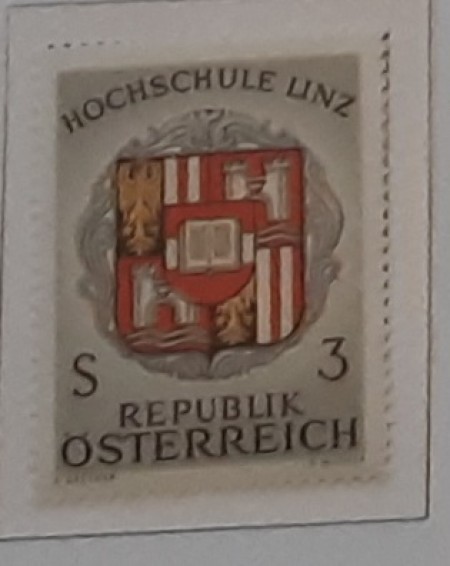 HOCHSCHULE LINZ
S 3
REPUBLIK
ÖSTERREICH